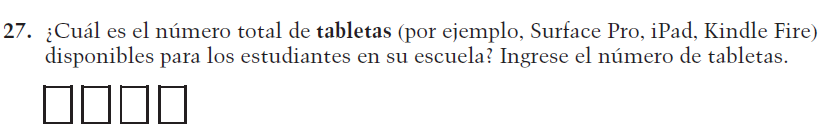 27. ¿Cuál es el número total de tabletas (por ejemplo, Surface Pro, iPad, Kindle Fire)
disponibles para los estudiantes en su escuela? Ingrese el número de tabletas.